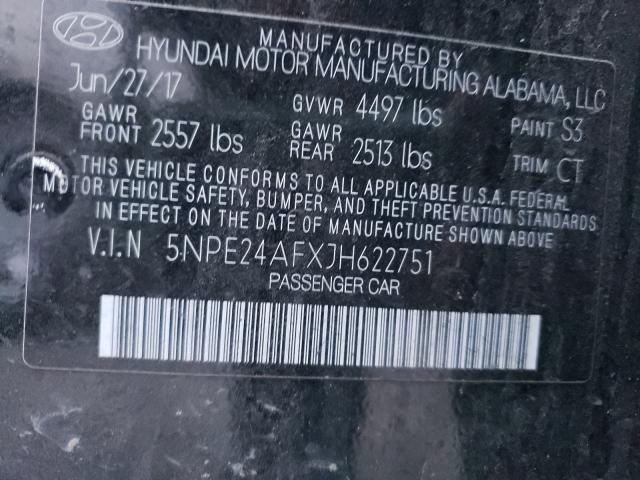 MANUFACTURED BY
HYUNDAI MOTOR MANUFACTURING ALABAMA, LLC
Jun/27/17 GVWR 4497 lbs PAINT S3
GAWR FRONT 2557 lbs GAWR REAR 2513 lbs TRIM CT
THIS VEHICLE CONFORMS TO ALL APPLICABLE U.S.A. FEDERAL
MOTOR VEHICLE SAFETY, BUMPER, AND THEFT PREVENTION STANDARDS
IN EFFECT ON THE DATE OF MANUFACTURE SHOWN ABOVE.
V.I.N 5NPE24AFXJH622751
PASSENGER CAR